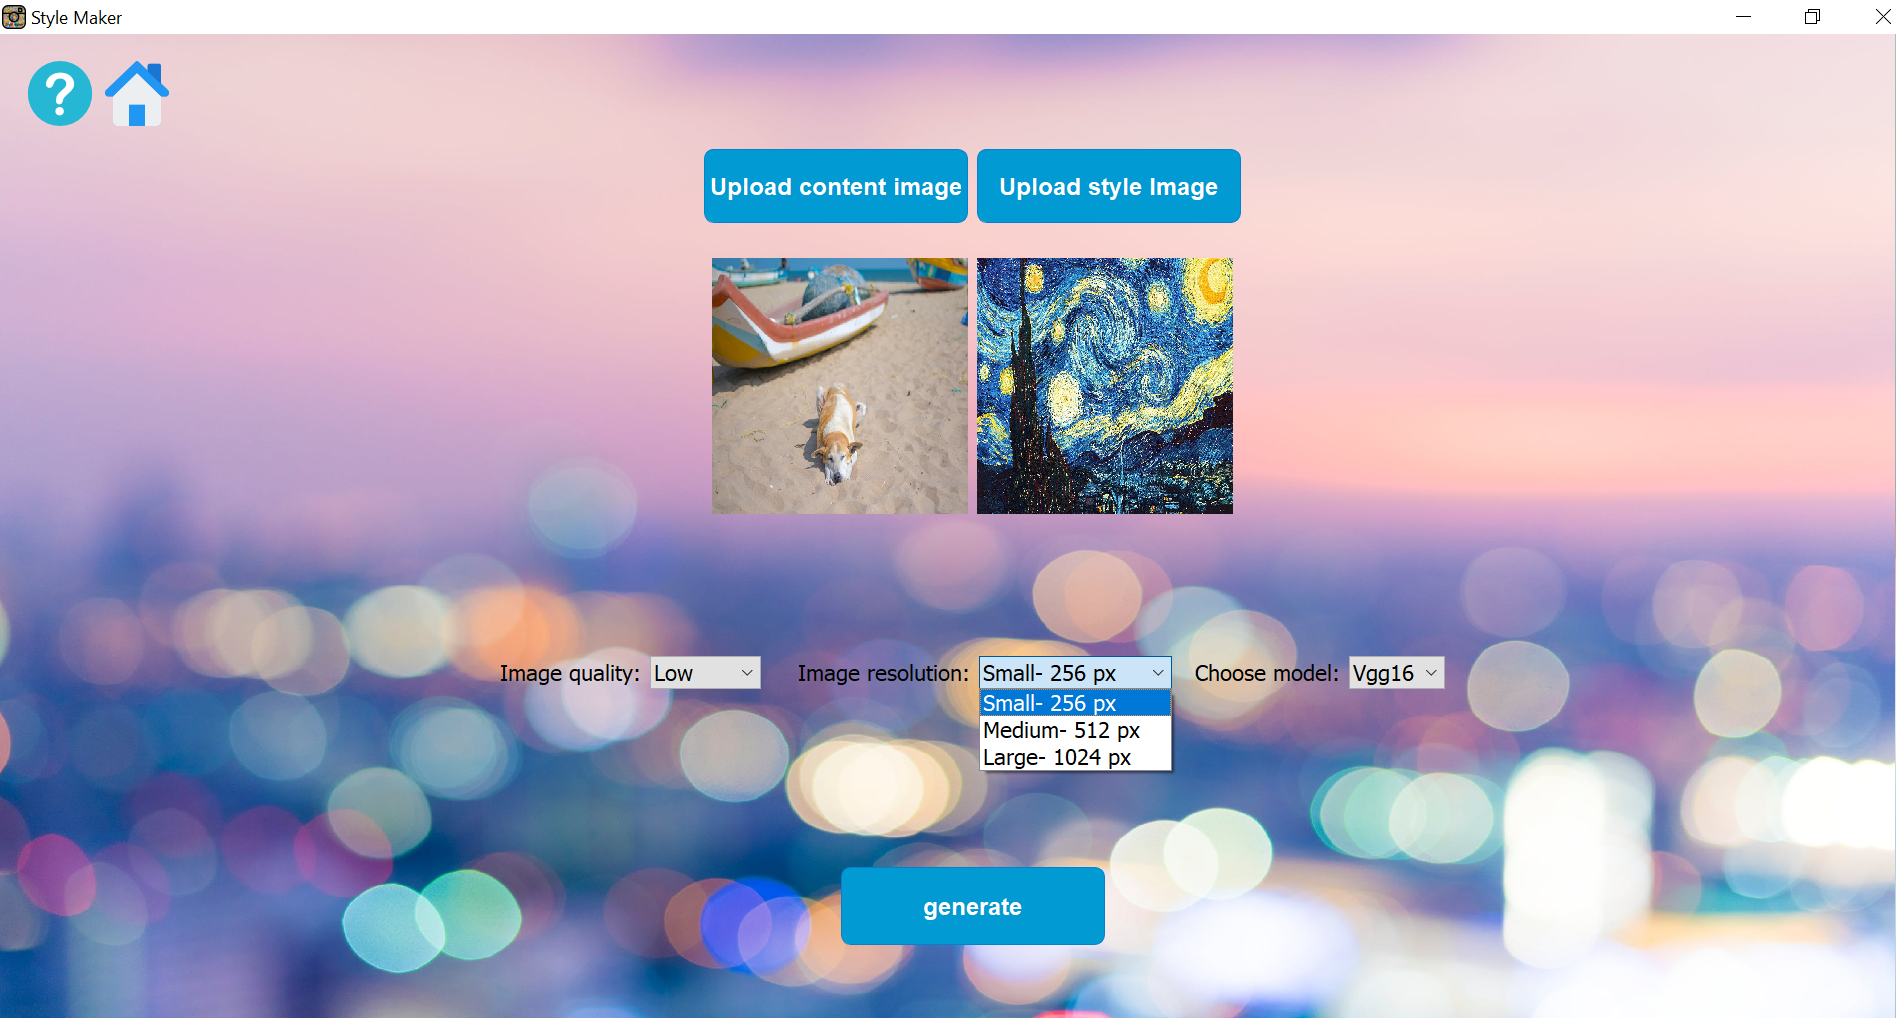 Style Maker
?
Upload content image
Upload style Image
Image quality: Low
Image resolution: Small- 256 px
Choose model: Vgg16
Small- 256 px
Medium- 512 px
Large- 1024 px
generate